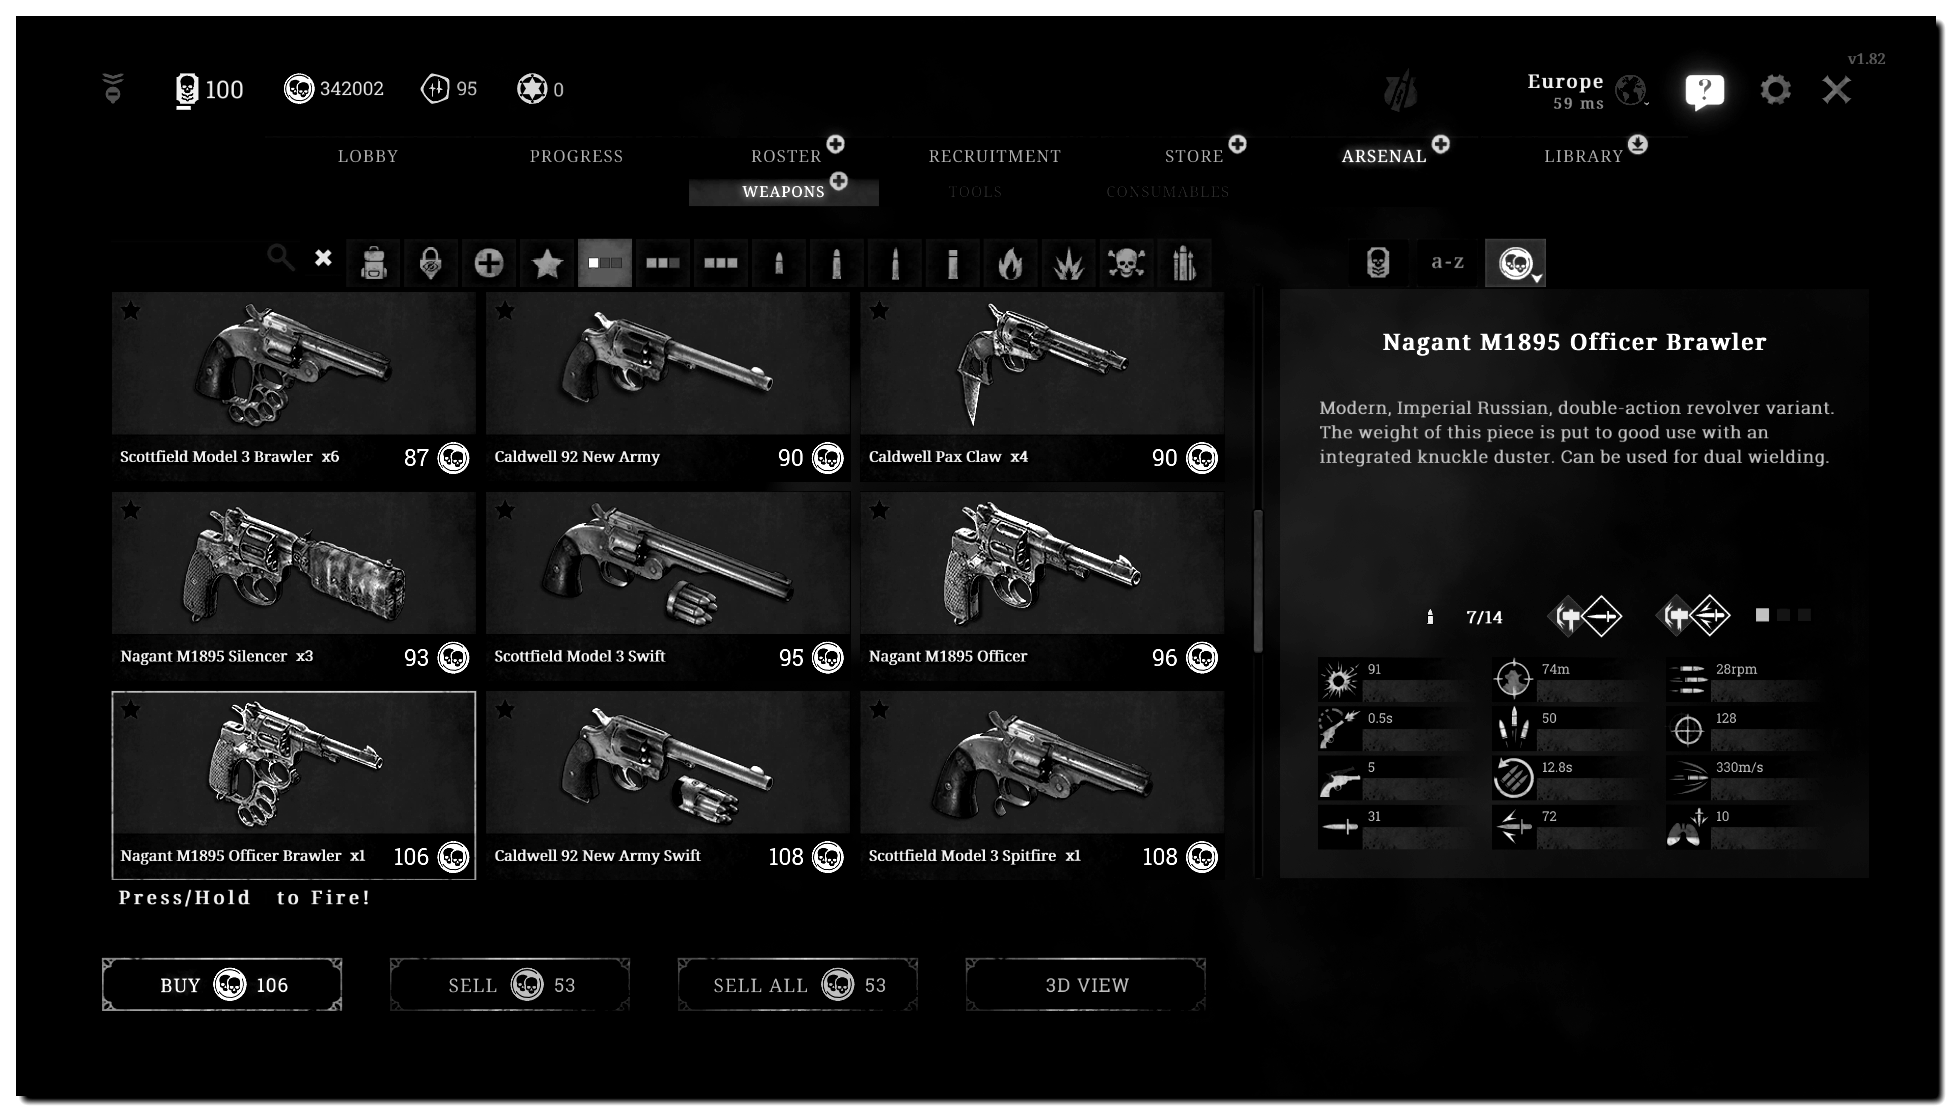 v1.82
100
342002
95
0
Europe
59 ms
?
LOBBY
PROGRESS
ROSTER
RECRUITMENT
STORE
ARSENAL
LIBRARY
WEAPONS
TOOLS
CONSUMABLES
a-z
Scottfield Model 3 Brawler x6
87
Caldwell 92 New Army
90
Caldwell Pax Claw x4
90
Nagant M1895 Silencer x3
93
Scottfield Model 3 Swift
95
Nagant M1895 Officer
96
Nagant M1895 Officer Brawler x1
106
Caldwell 92 New Army Swift
108
Scottfield Model 3 Spitfire x1
108
Press/Hold to Fire!
BUY 106
SELL 53
SELL ALL 53
3D VIEW
Nagant M1895 Officer Brawler
Modern, Imperial Russian, double-action revolver variant.
The weight of this piece is put to good use with an
integrated knuckle duster. Can be used for dual wielding.
7/14
91
74m
28rpm
0.5s
50
128
5
12.8s
330m/s
31
72
10